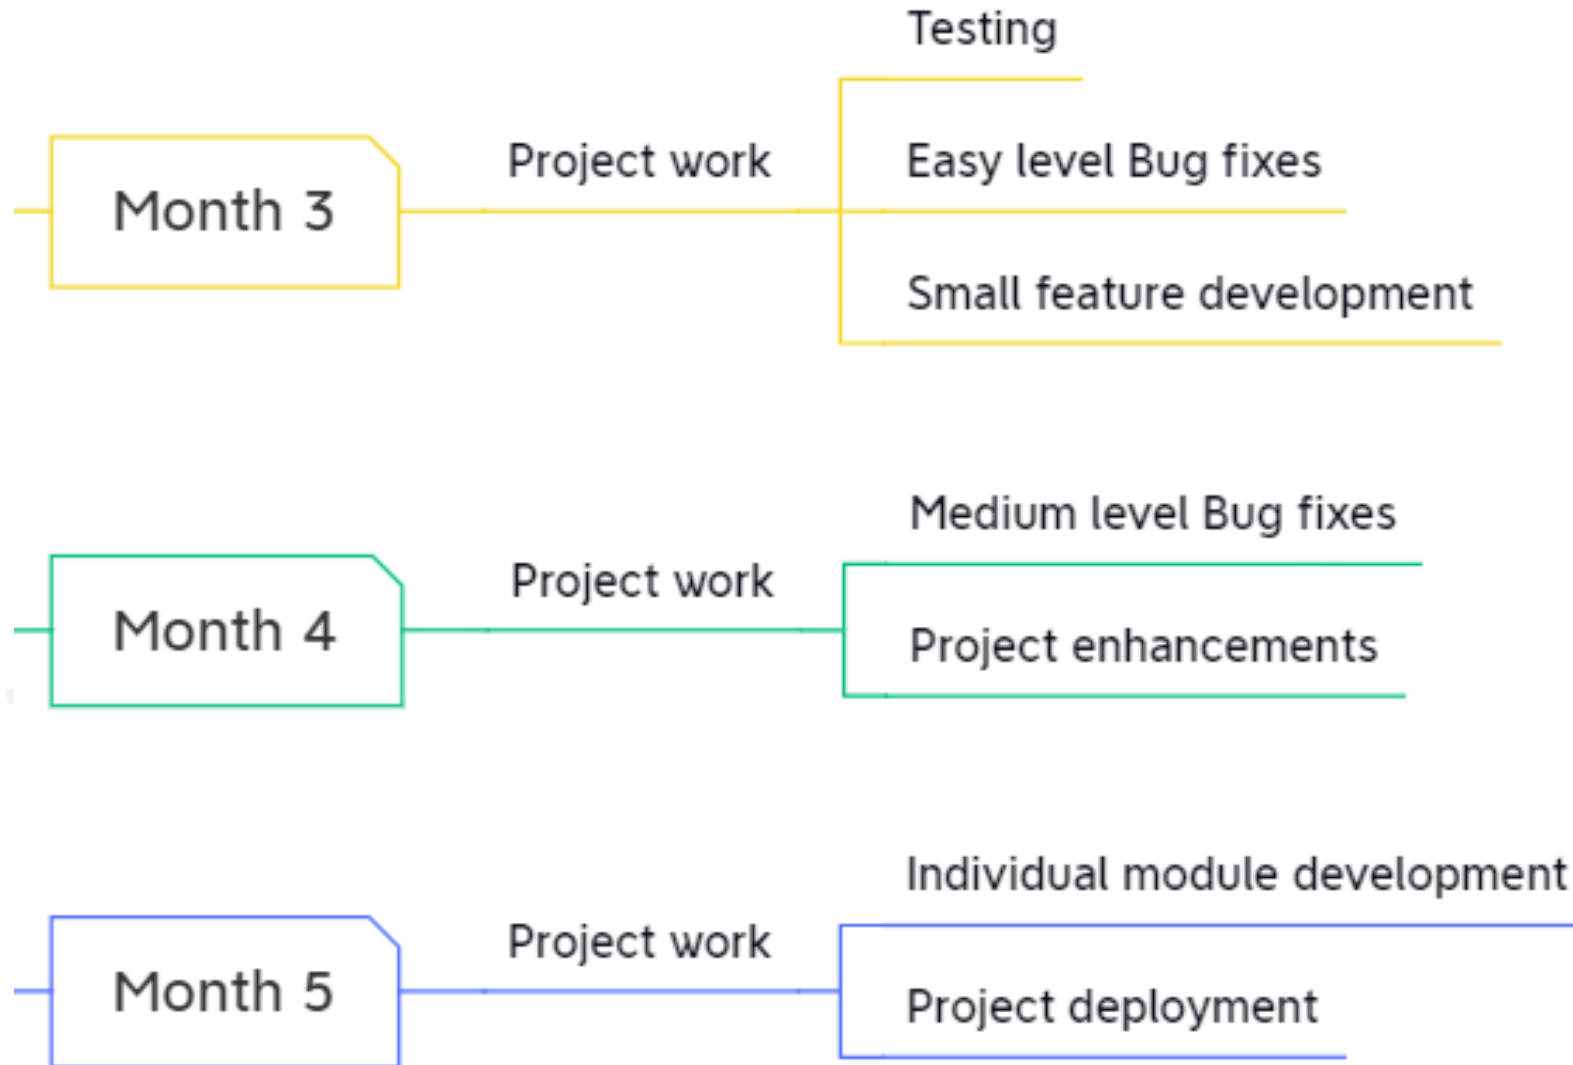 Testing
Easy level Bug fixes
Month 3
Project work
Small feature development
Medium level Bug fixes
Month 4
Project work
Project enhancements
Individual module development
Month 5
Project work
Project deployment